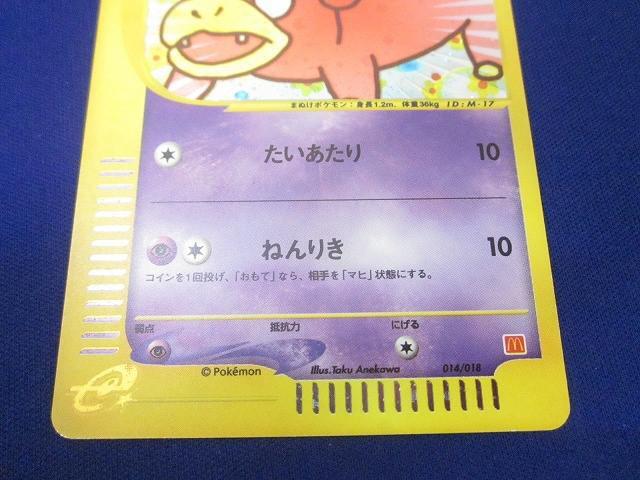 まぬけポケモン：身長1.2m、体重36kg ID:M-17
たいあたり 10
ねんりき 10
コインを1回投げ、「おもて」なら、相手を「マヒ」状態にする。
弱点 抵抗力 にげる
©Pokémon Illus.Taku Anekawa 014/018